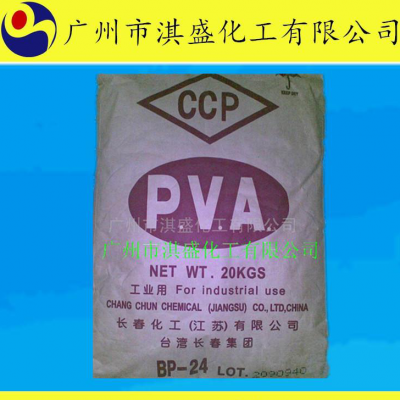 广州市淇盛化工有限公司
CCP
P.V.A
广州市淇盛化工有限公司
广州市淇盛化工有限公司
NET WT. 20KGS
工业用 For industrial use
CHANG CHUN CHEMICAL (JIANGSU) CO., LTD, CHINA
长春化工(江苏)有限公司
台湾长春集团
BP-24 LOT. 2090940